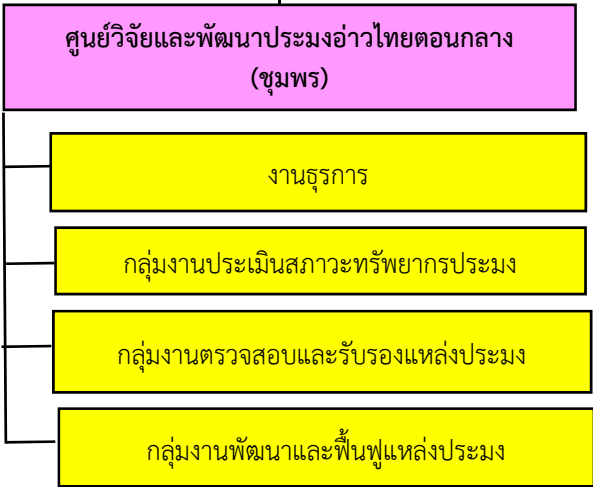 ศูนย์วิจัยและพัฒนาประมงอ่าวไทยตอนกลาง
(ชุมพร)
งานธุรการ
กลุ่มงานประเมินสภาวะทรัพยากรประมง
กลุ่มงานตรวจสอบและรับรองแหล่งประมง
กลุ่มงานพัฒนาและฟื้นฟูแหล่งประมง